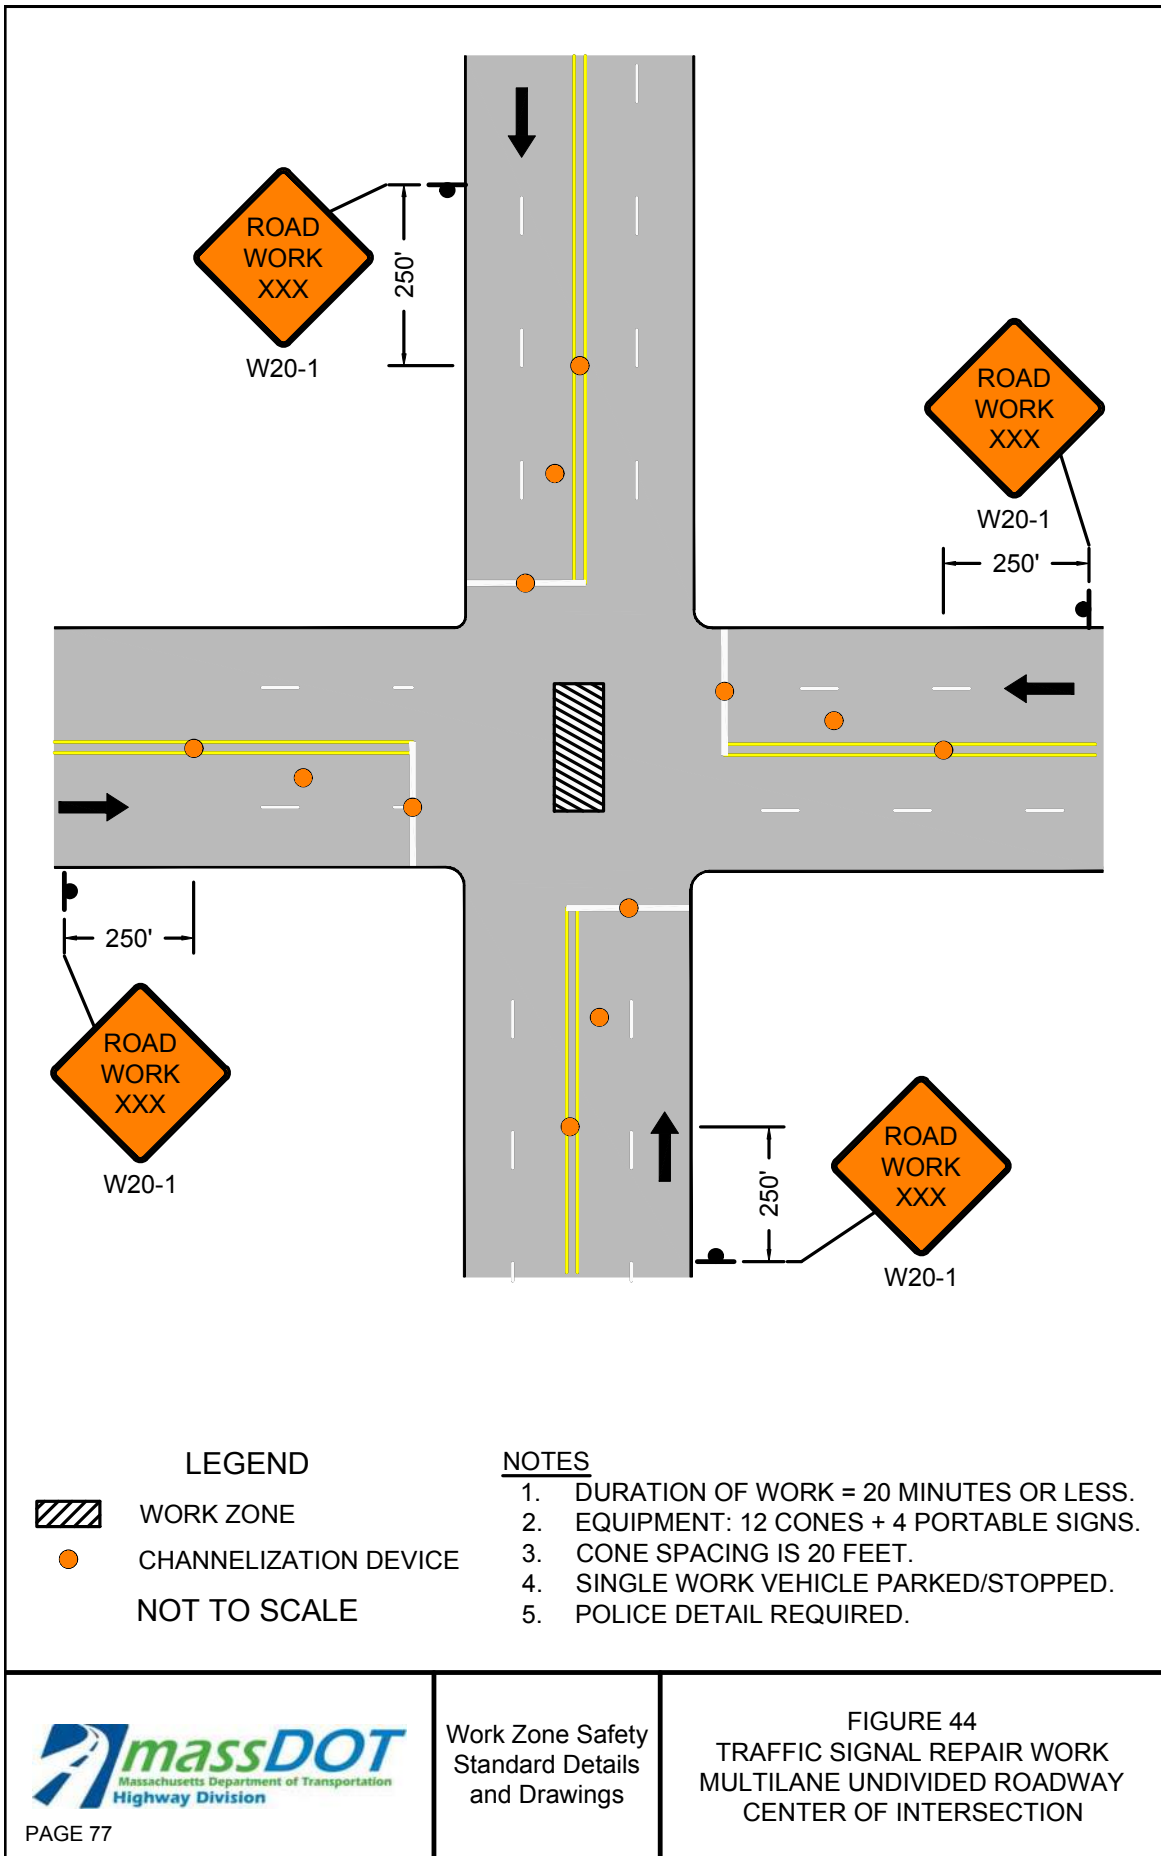 ROAD
WORK
XXX
W20-1
250'
ROAD
WORK
XXX
W20-1
250'
250'
ROAD
WORK
XXX
W20-1
250'
ROAD
WORK
XXX
W20-1
LEGEND
WORK ZONE
CHANNELIZATION DEVICE
NOT TO SCALE
NOTES
1. DURATION OF WORK = 20 MINUTES OR LESS.
2. EQUIPMENT: 12 CONES + 4 PORTABLE SIGNS.
3. CONE SPACING IS 20 FEET.
4. SINGLE WORK VEHICLE PARKED/STOPPED.
5. POLICE DETAIL REQUIRED.
massDOT
Massachusetts Department of Transportation
Highway Division
PAGE 77
Work Zone Safety
Standard Details
and Drawings
FIGURE 44
TRAFFIC SIGNAL REPAIR WORK
MULTILANE UNDIVIDED ROADWAY
CENTER OF INTERSECTION